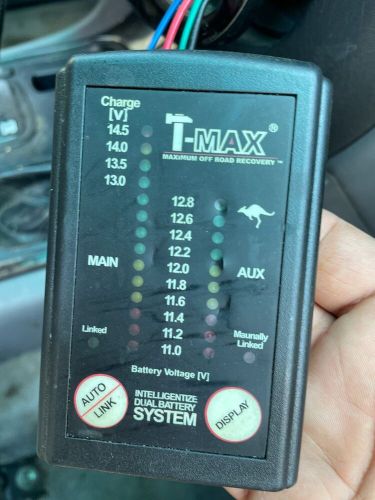 Charge
[V]
14.5
14.0
13.5
13.0
T-MAX®
MAXIMUM OFF ROAD RECOVERY™
12.8
12.6
12.4
12.2
MAIN 12.0 AUX
11.8
11.6
11.4
Linked 11.2 Maunally
11.0 Linked
Battery Voltage [V]
AUTO
LINK
INTELLIGENTIZE
DUAL BATTERY
SYSTEM
DISPLAY